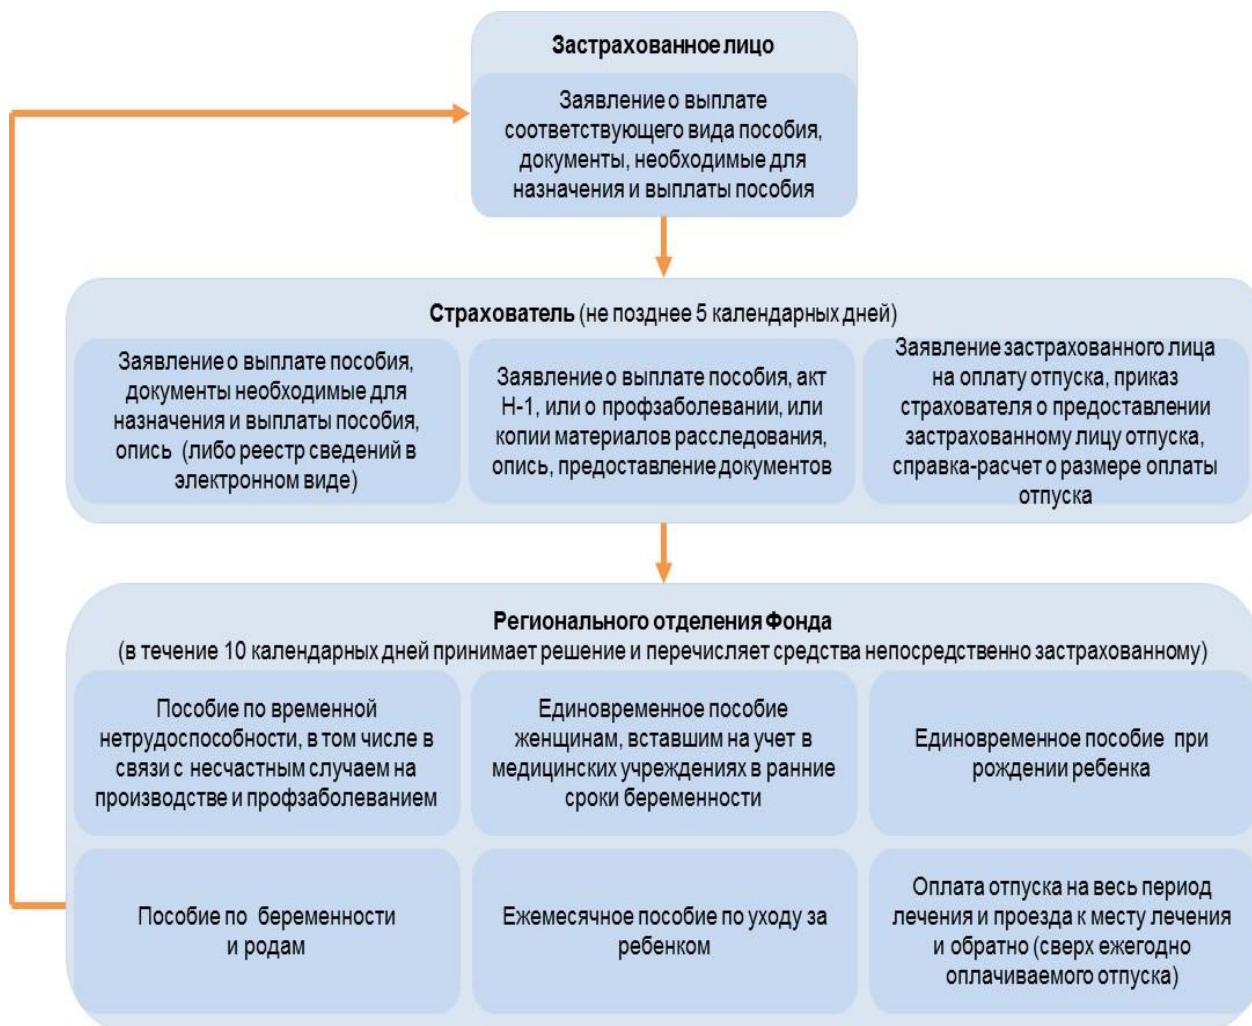 Застрахованное лицо
Заявление о выплате
соответствующего вида пособия,
документы, необходимые для
назначения и выплаты пособия
Страхователь (не позднее 5 календарных дней)
Заявление о выплате пособия,
документы необходимые для
назначения и выплаты пособия,
опись (либо реестр сведений в
электронном виде)
Заявление о выплате пособия, акт
Н-1, или о профзаболевании, или
копии материалов расследования,
опись, предоставление документов
Заявление застрахованного лица
на оплату отпуска, приказ
страхователя о предоставлении
застрахованному лицу отпуска,
справка-расчет о размере оплаты
отпуска
Регионального отделения Фонда
(в течение 10 календарных дней принимает решение и перечисляет средства непосредственно застрахованному)
Пособие по временной
нетрудоспособности, в том числе в
связи с несчастным случаем на
производстве и профзаболеванием
Единовременное пособие
женщинам, вставшим на учет в
медицинских учреждениях в ранние
сроки беременности
Единовременное пособие при
рождении ребенка
Пособие по беременности
и родам
Ежемесячное пособие по уходу за
ребенком
Оплата отпуска на весь период
лечения и проезда к месту лечения
и обратно (сверх ежегодно
оплачиваемого отпуска)